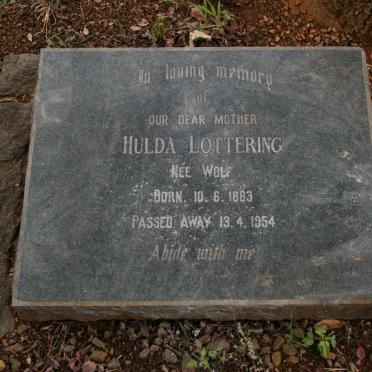 In loving memory
of
OUR DEAR MOTHER
HULDA LOTTERING
NÉE WOLF
BORN. 10. 6. 1883
PASSED AWAY 13. 4. 1954
Abide with me